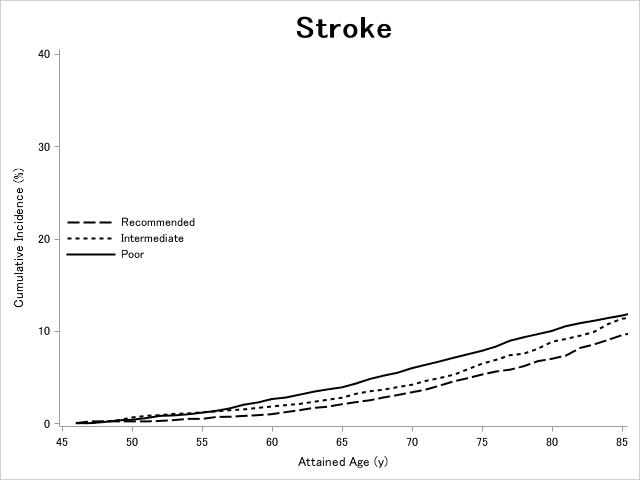 Stroke
40
30
20
10
0
Cumulative Incidence (%)
Recommended
Intermediate
Poor
45 50 55 60 65 70 75 80 85
Attained Age (y)